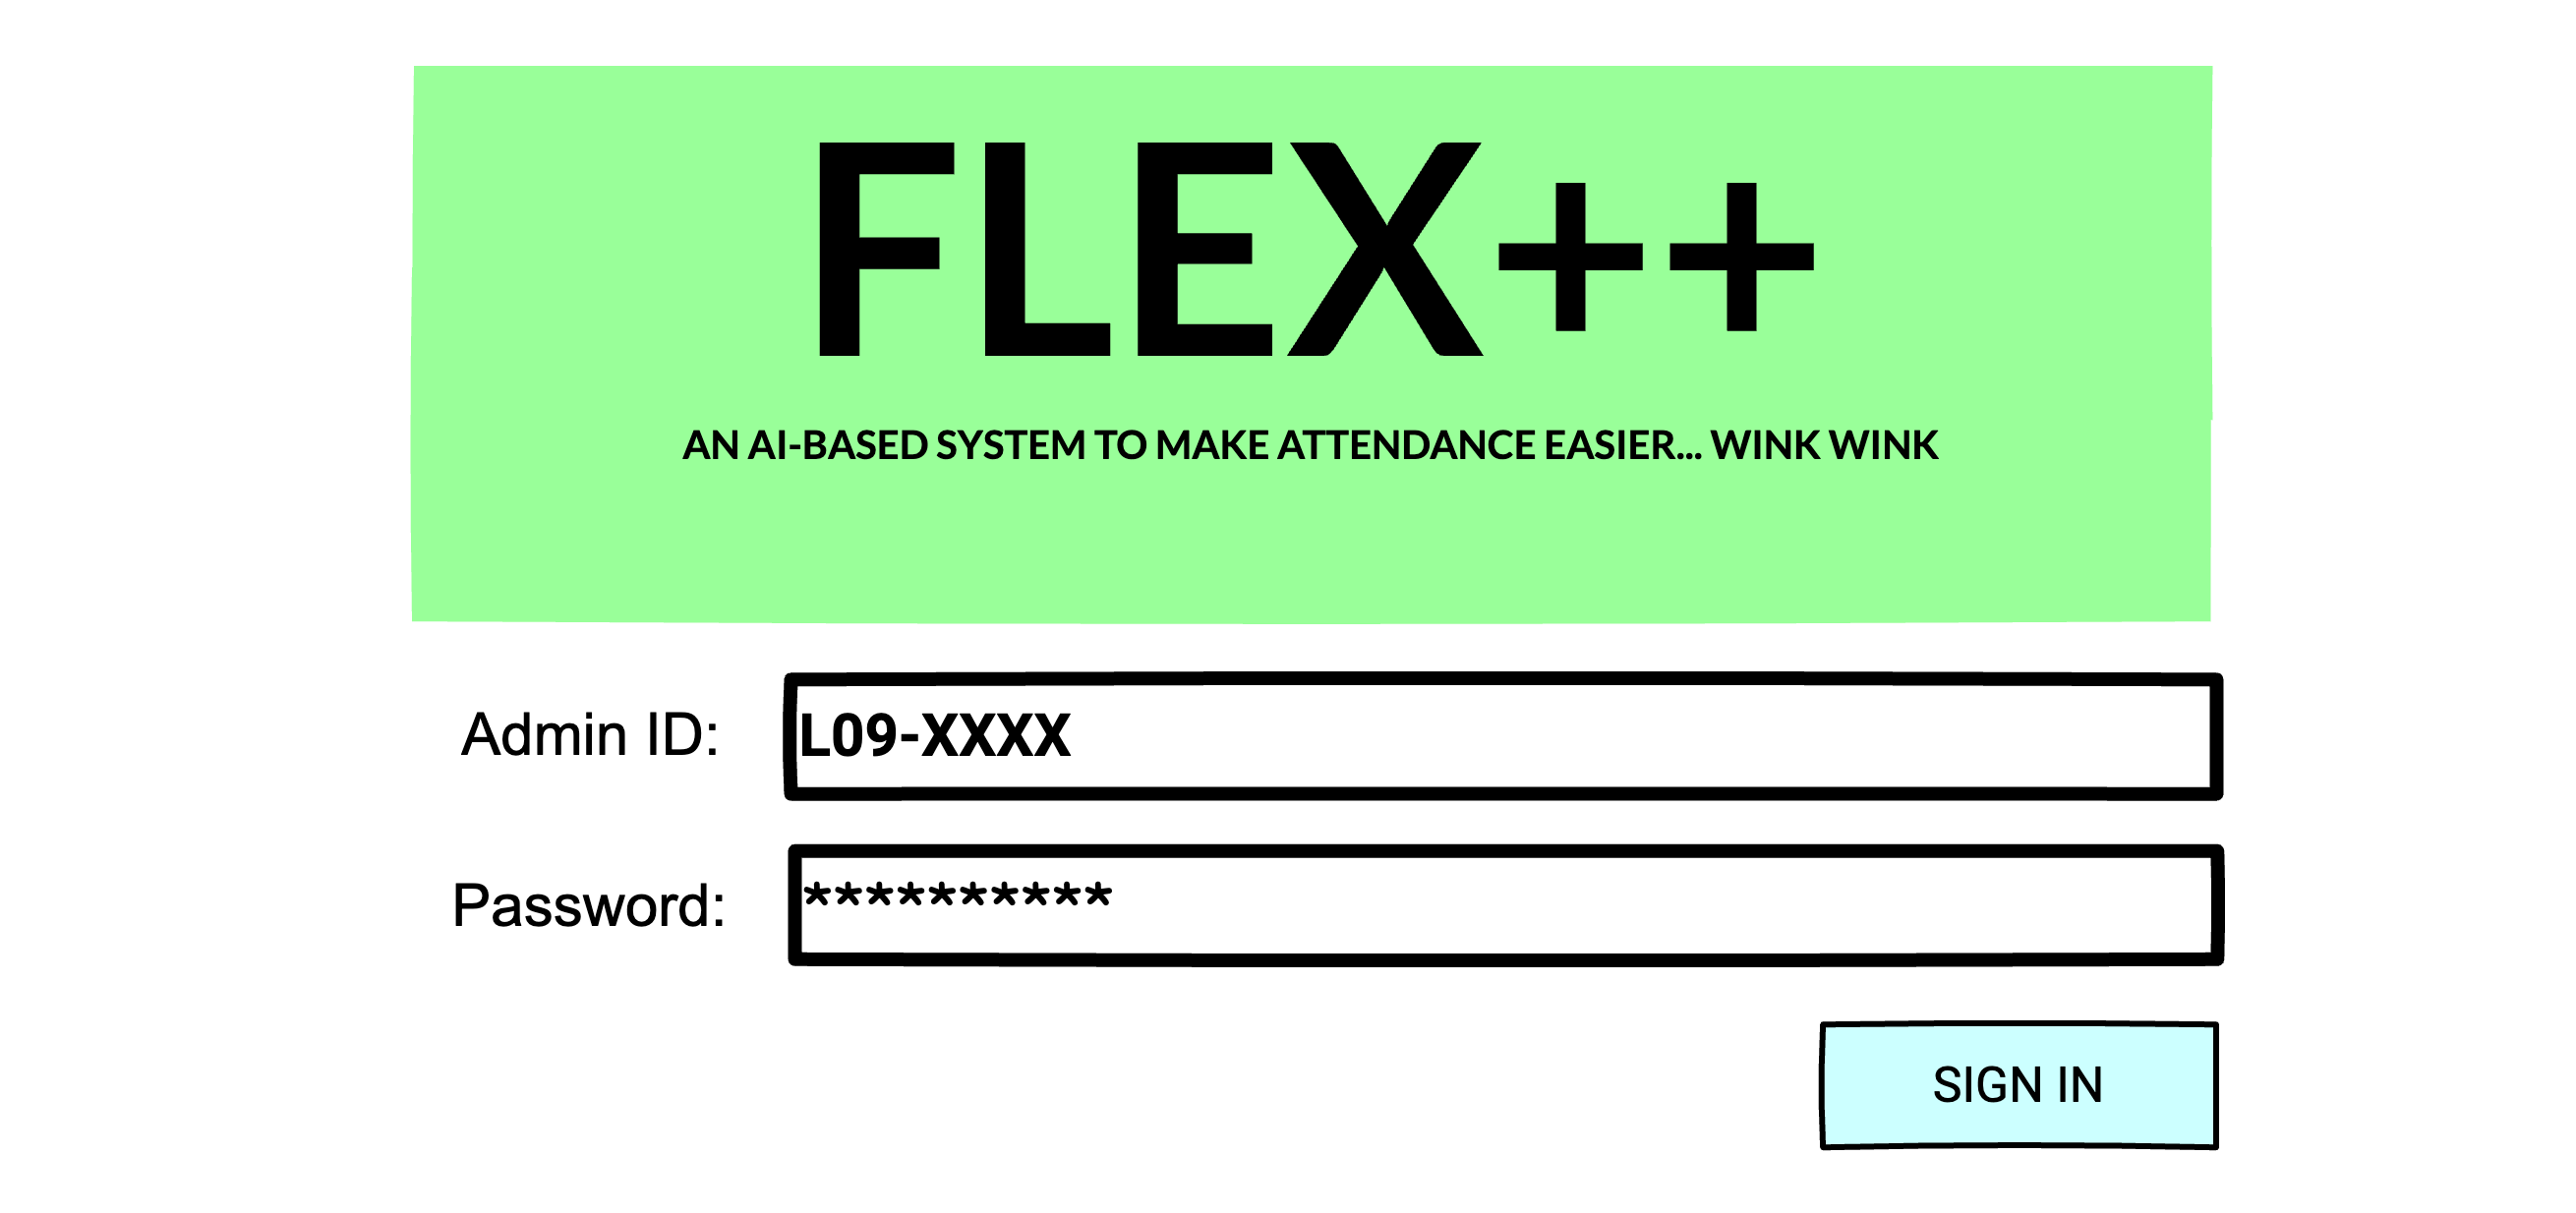 FLEX++
AN AI-BASED SYSTEM TO MAKE ATTENDANCE EASIER... WINK WINK
Admin ID: L09-XXXX
Password: **********
SIGN IN